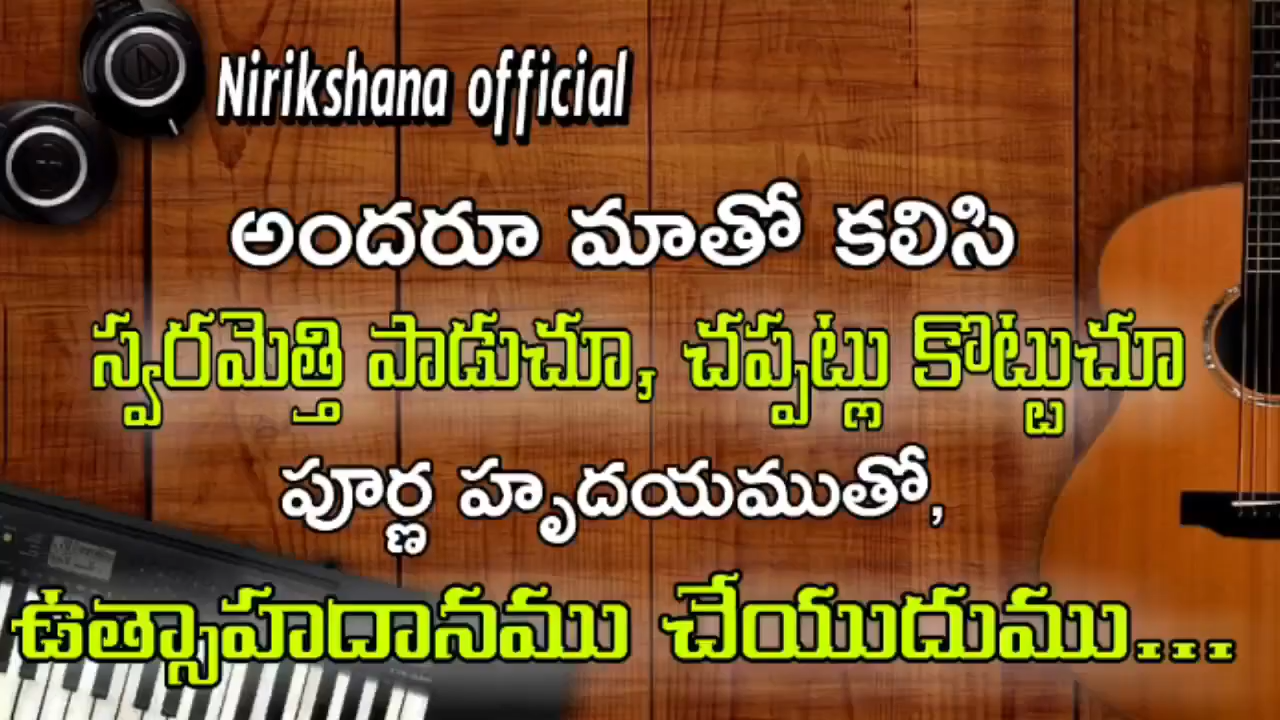 Nirikshana official
అందరూ మాతో కలిసి
స్వరమెత్తి పాడుచూ, చప్పట్లు కొట్టుచూ
పూర్ణ హృదయముతో,
ఉత్సాహదానము చేయుదుము...